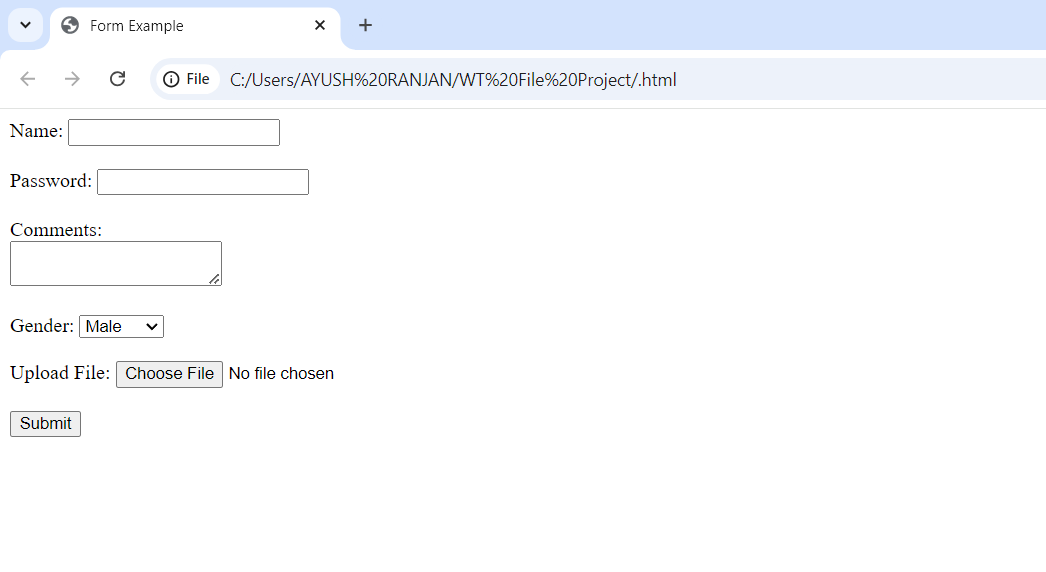 Form Example
File C:/Users/AYUSH%20RANJAN/WT%20File%20Project/.html
Name:
Password:
Comments:
Gender: Male
Upload File: Choose File No file chosen
Submit